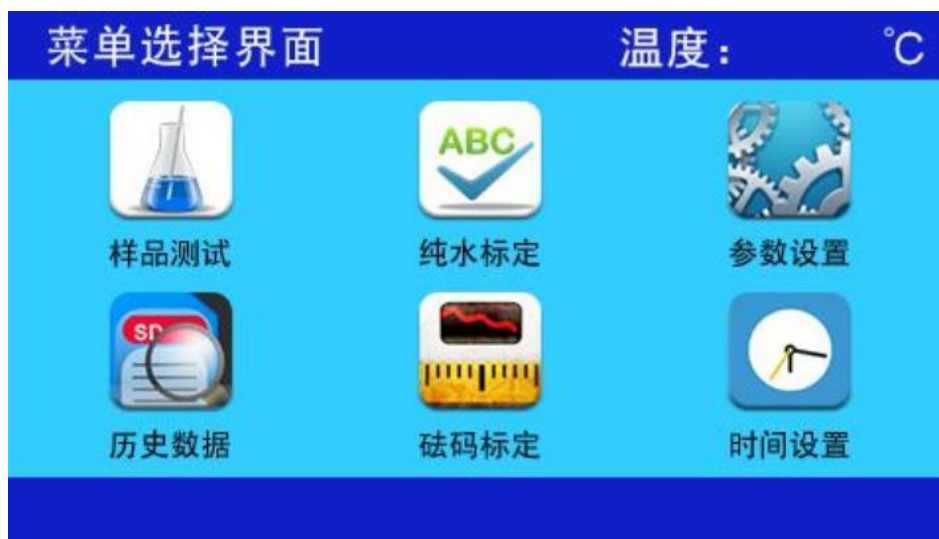 菜单选择界面 温度： ℃
ABC
样品测试 纯水标定 参数设置
SD
历史数据 砝码标定 时间设置